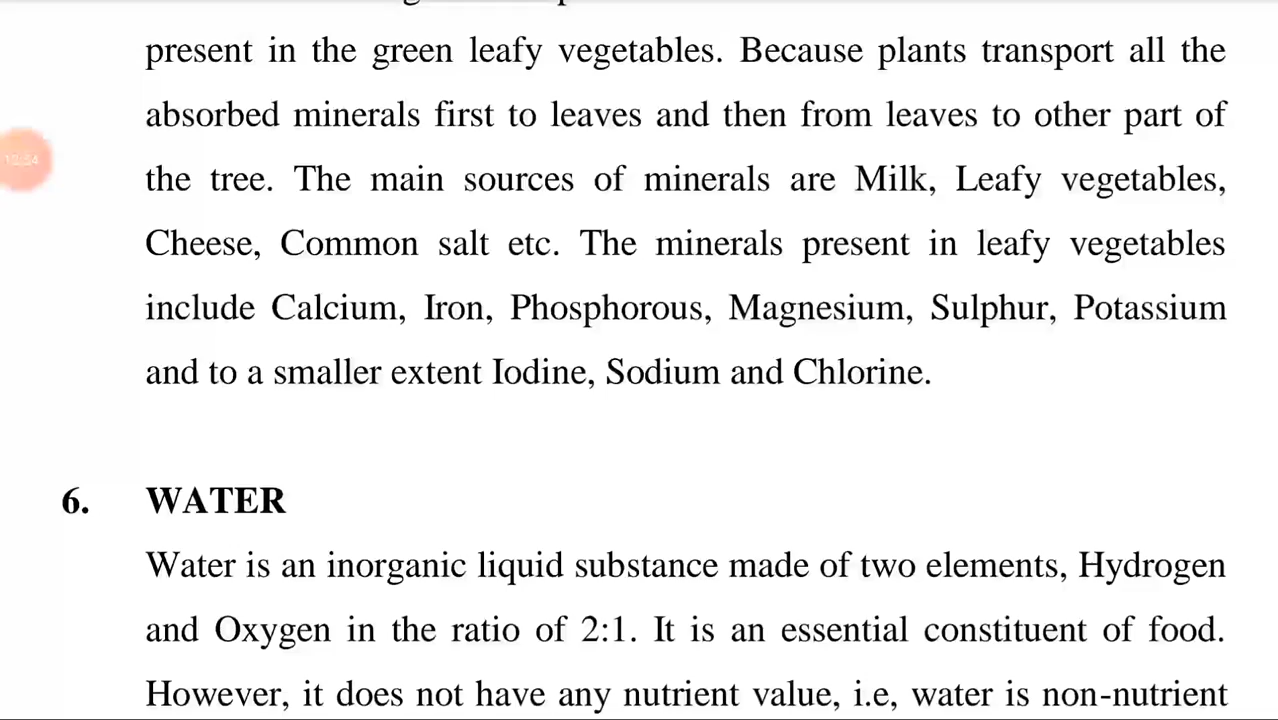 present in the green leafy vegetables. Because plants transport all the
absorbed minerals first to leaves and then from leaves to other part of
the tree. The main sources of minerals are Milk, Leafy vegetables,
Cheese, Common salt etc. The minerals present in leafy vegetables
include Calcium, Iron, Phosphorous, Magnesium, Sulphur, Potassium
and to a smaller extent Iodine, Sodium and Chlorine.
6. WATER
Water is an inorganic liquid substance made of two elements, Hydrogen
and Oxygen in the ratio of 2:1. It is an essential constituent of food.
However, it does not have any nutrient value, i.e, water is non-nutrient